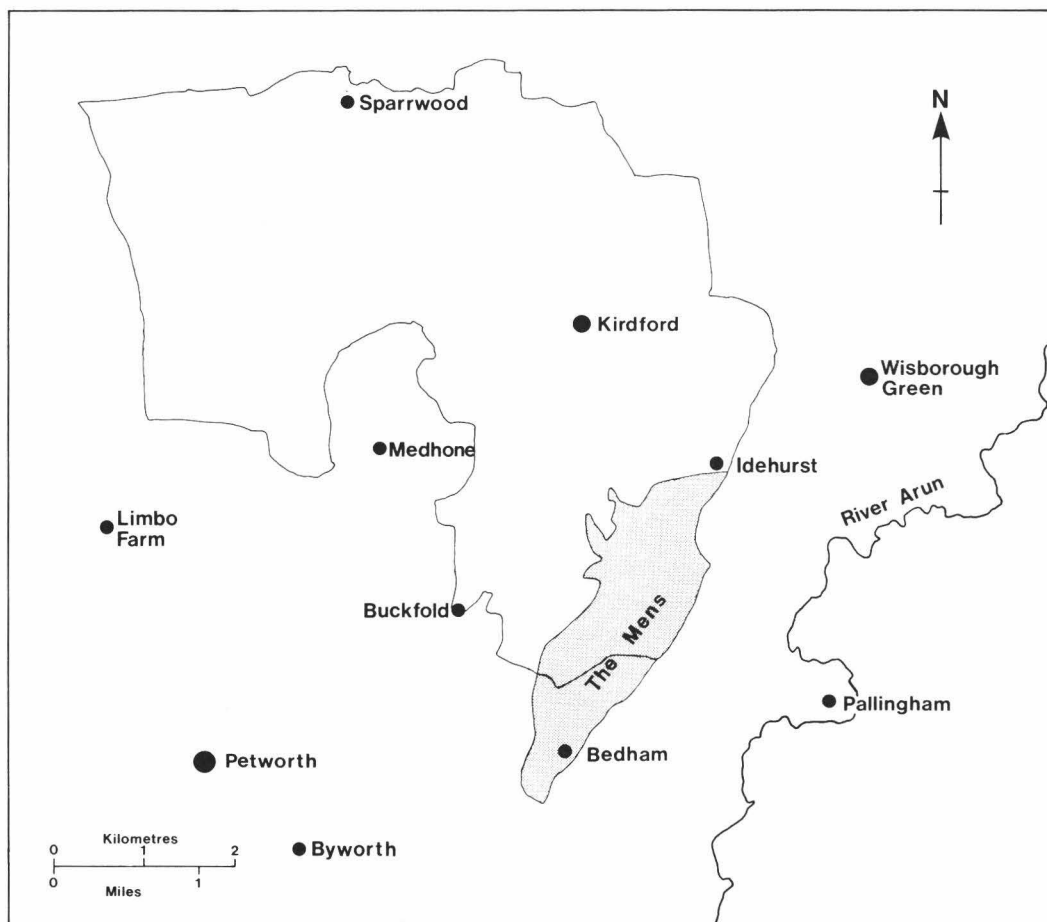 N
Sparrwood
Kirdford
Wisborough
Green
Medhone
Idehurst
River Arun
Limbo
Farm
Buckfold
The Mens
Pallingham
Bedham
Petworth
Kilometres
0 1 2
0 1
Miles
Byworth